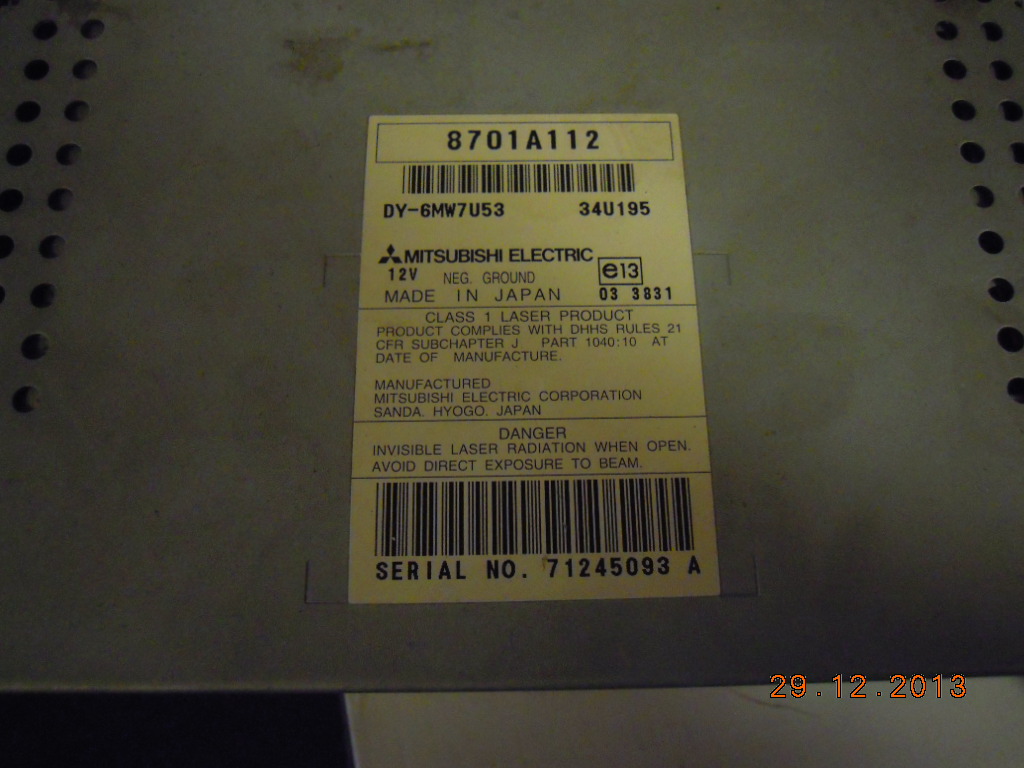 8701A112
DY-6MW7U53 34U195
MITSUBISHI ELECTRIC
12V NEG. GROUND e13
MADE IN JAPAN 03 3831
CLASS 1 LASER PRODUCT
PRODUCT COMPLIES WITH DHHS RULES 21
CFR SUBCHAPTER J PART 1040:10 AT
DATE OF MANUFACTURE.
MANUFACTURED
MITSUBISHI ELECTRIC CORPORATION
SANDA. HYOGO. JAPAN
DANGER
INVISIBLE LASER RADIATION WHEN OPEN.
AVOID DIRECT EXPOSURE TO BEAM.
SERIAL NO. 71245093 A
29.12.2013